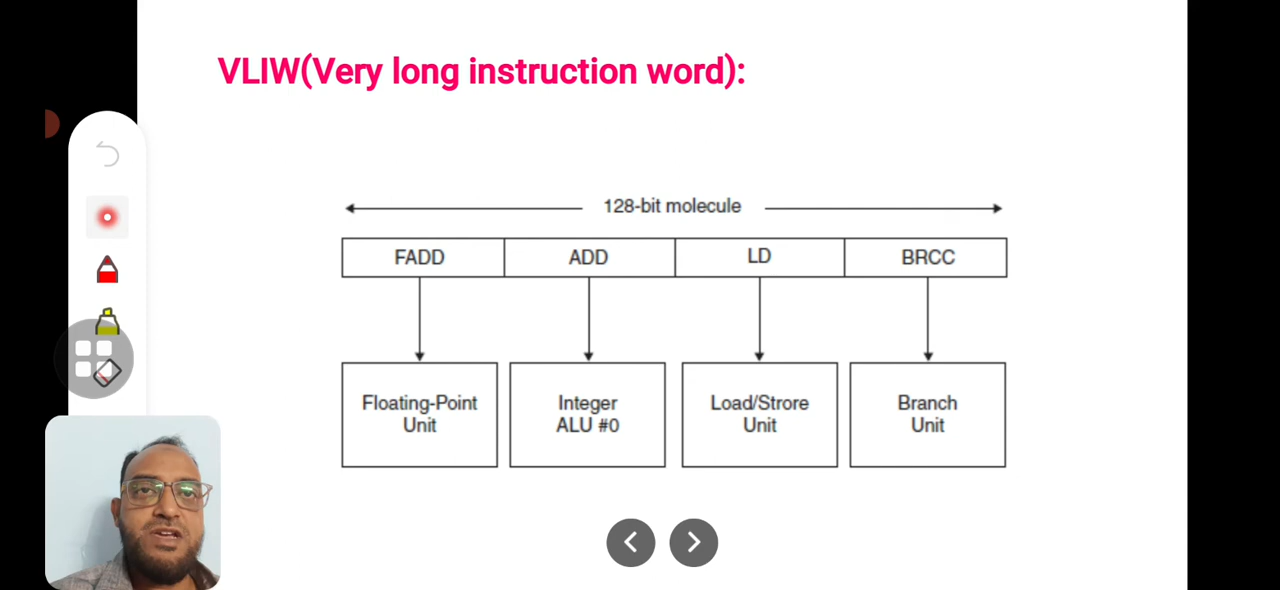 VLIW(Very long instruction word):
128-bit molecule
FADD ADD LD BRCC
Floating-Point Unit
Integer ALU #0
Load/Strore Unit
Branch Unit